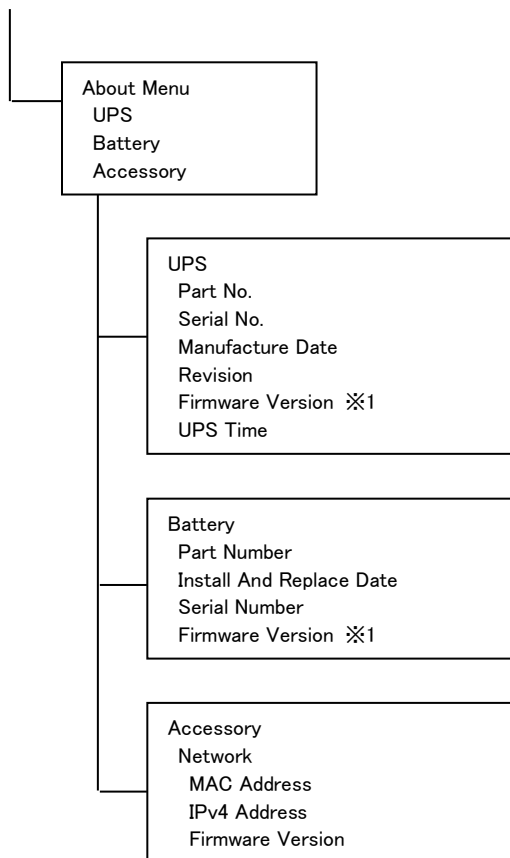 About Menu
UPS
Battery
Accessory
UPS
Part No.
Serial No.
Manufacture Date
Revision
Firmware Version ※1
UPS Time
Battery
Part Number
Install And Replace Date
Serial Number
Firmware Version ※1
Accessory
Network
MAC Address
IPv4 Address
Firmware Version